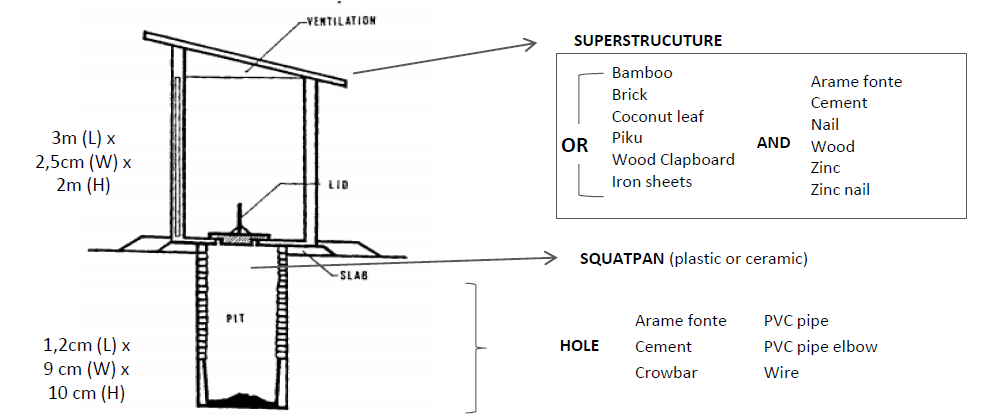 VENTILATION
SUPERSTRUCUTURE
3m (L) x
2,5cm (W) x
2m (H)
OR
Bamboo
Brick
Coconut leaf
Piku
Wood Clapboard
Iron sheets
AND
Arame fonte
Cement
Nail
Wood
Zinc
Zinc nail
LID
SLAB
SQUATPAN (plastic or ceramic)
PIT
1,2cm (L) x
9 cm (W) x
10 cm (H)
HOLE
Arame fonte
Cement
Crowbar
PVC pipe
PVC pipe elbow
Wire